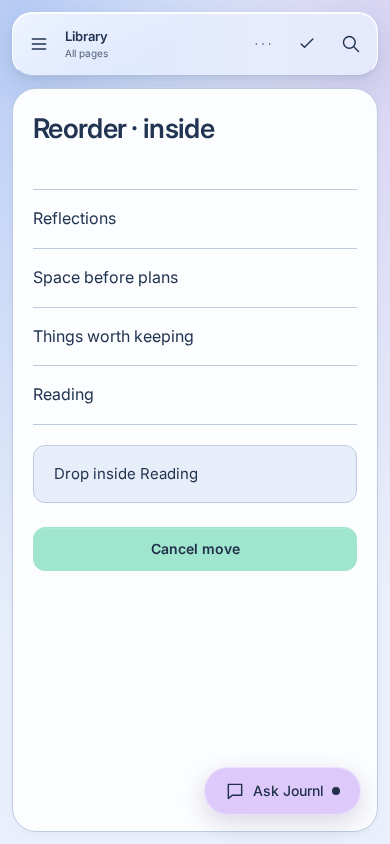 Library
All pages
Reorder · inside
Reflections
Space before plans
Things worth keeping
Reading
Drop inside Reading
Cancel move
Ask Journl